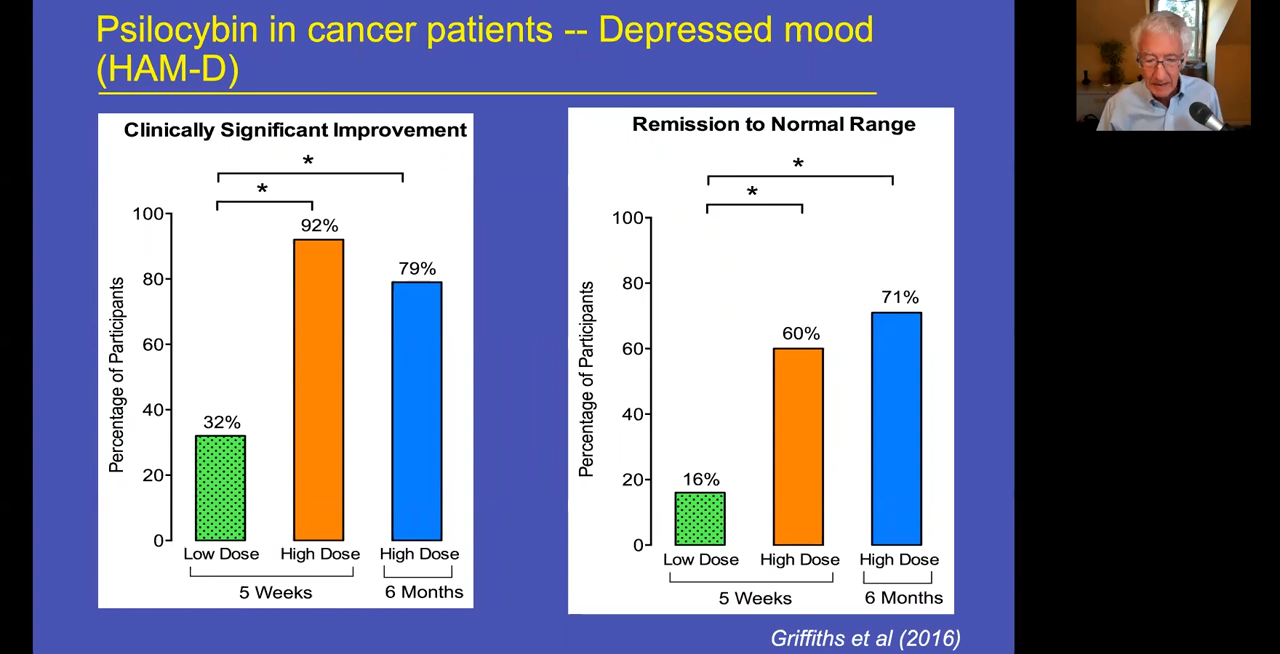 Psilocybin in cancer patients -- Depressed mood
(HAM-D)
Clinically Significant Improvement
*
*
100
80
60
40
20
0
Percentage of Participants
32%
92%
79%
Low Dose
High Dose
High Dose
5 Weeks
6 Months
Remission to Normal Range
*
*
100
80
60
40
20
0
Percentage of Participants
16%
60%
71%
Low Dose
High Dose
High Dose
5 Weeks
6 Months
Griffiths et al (2016)